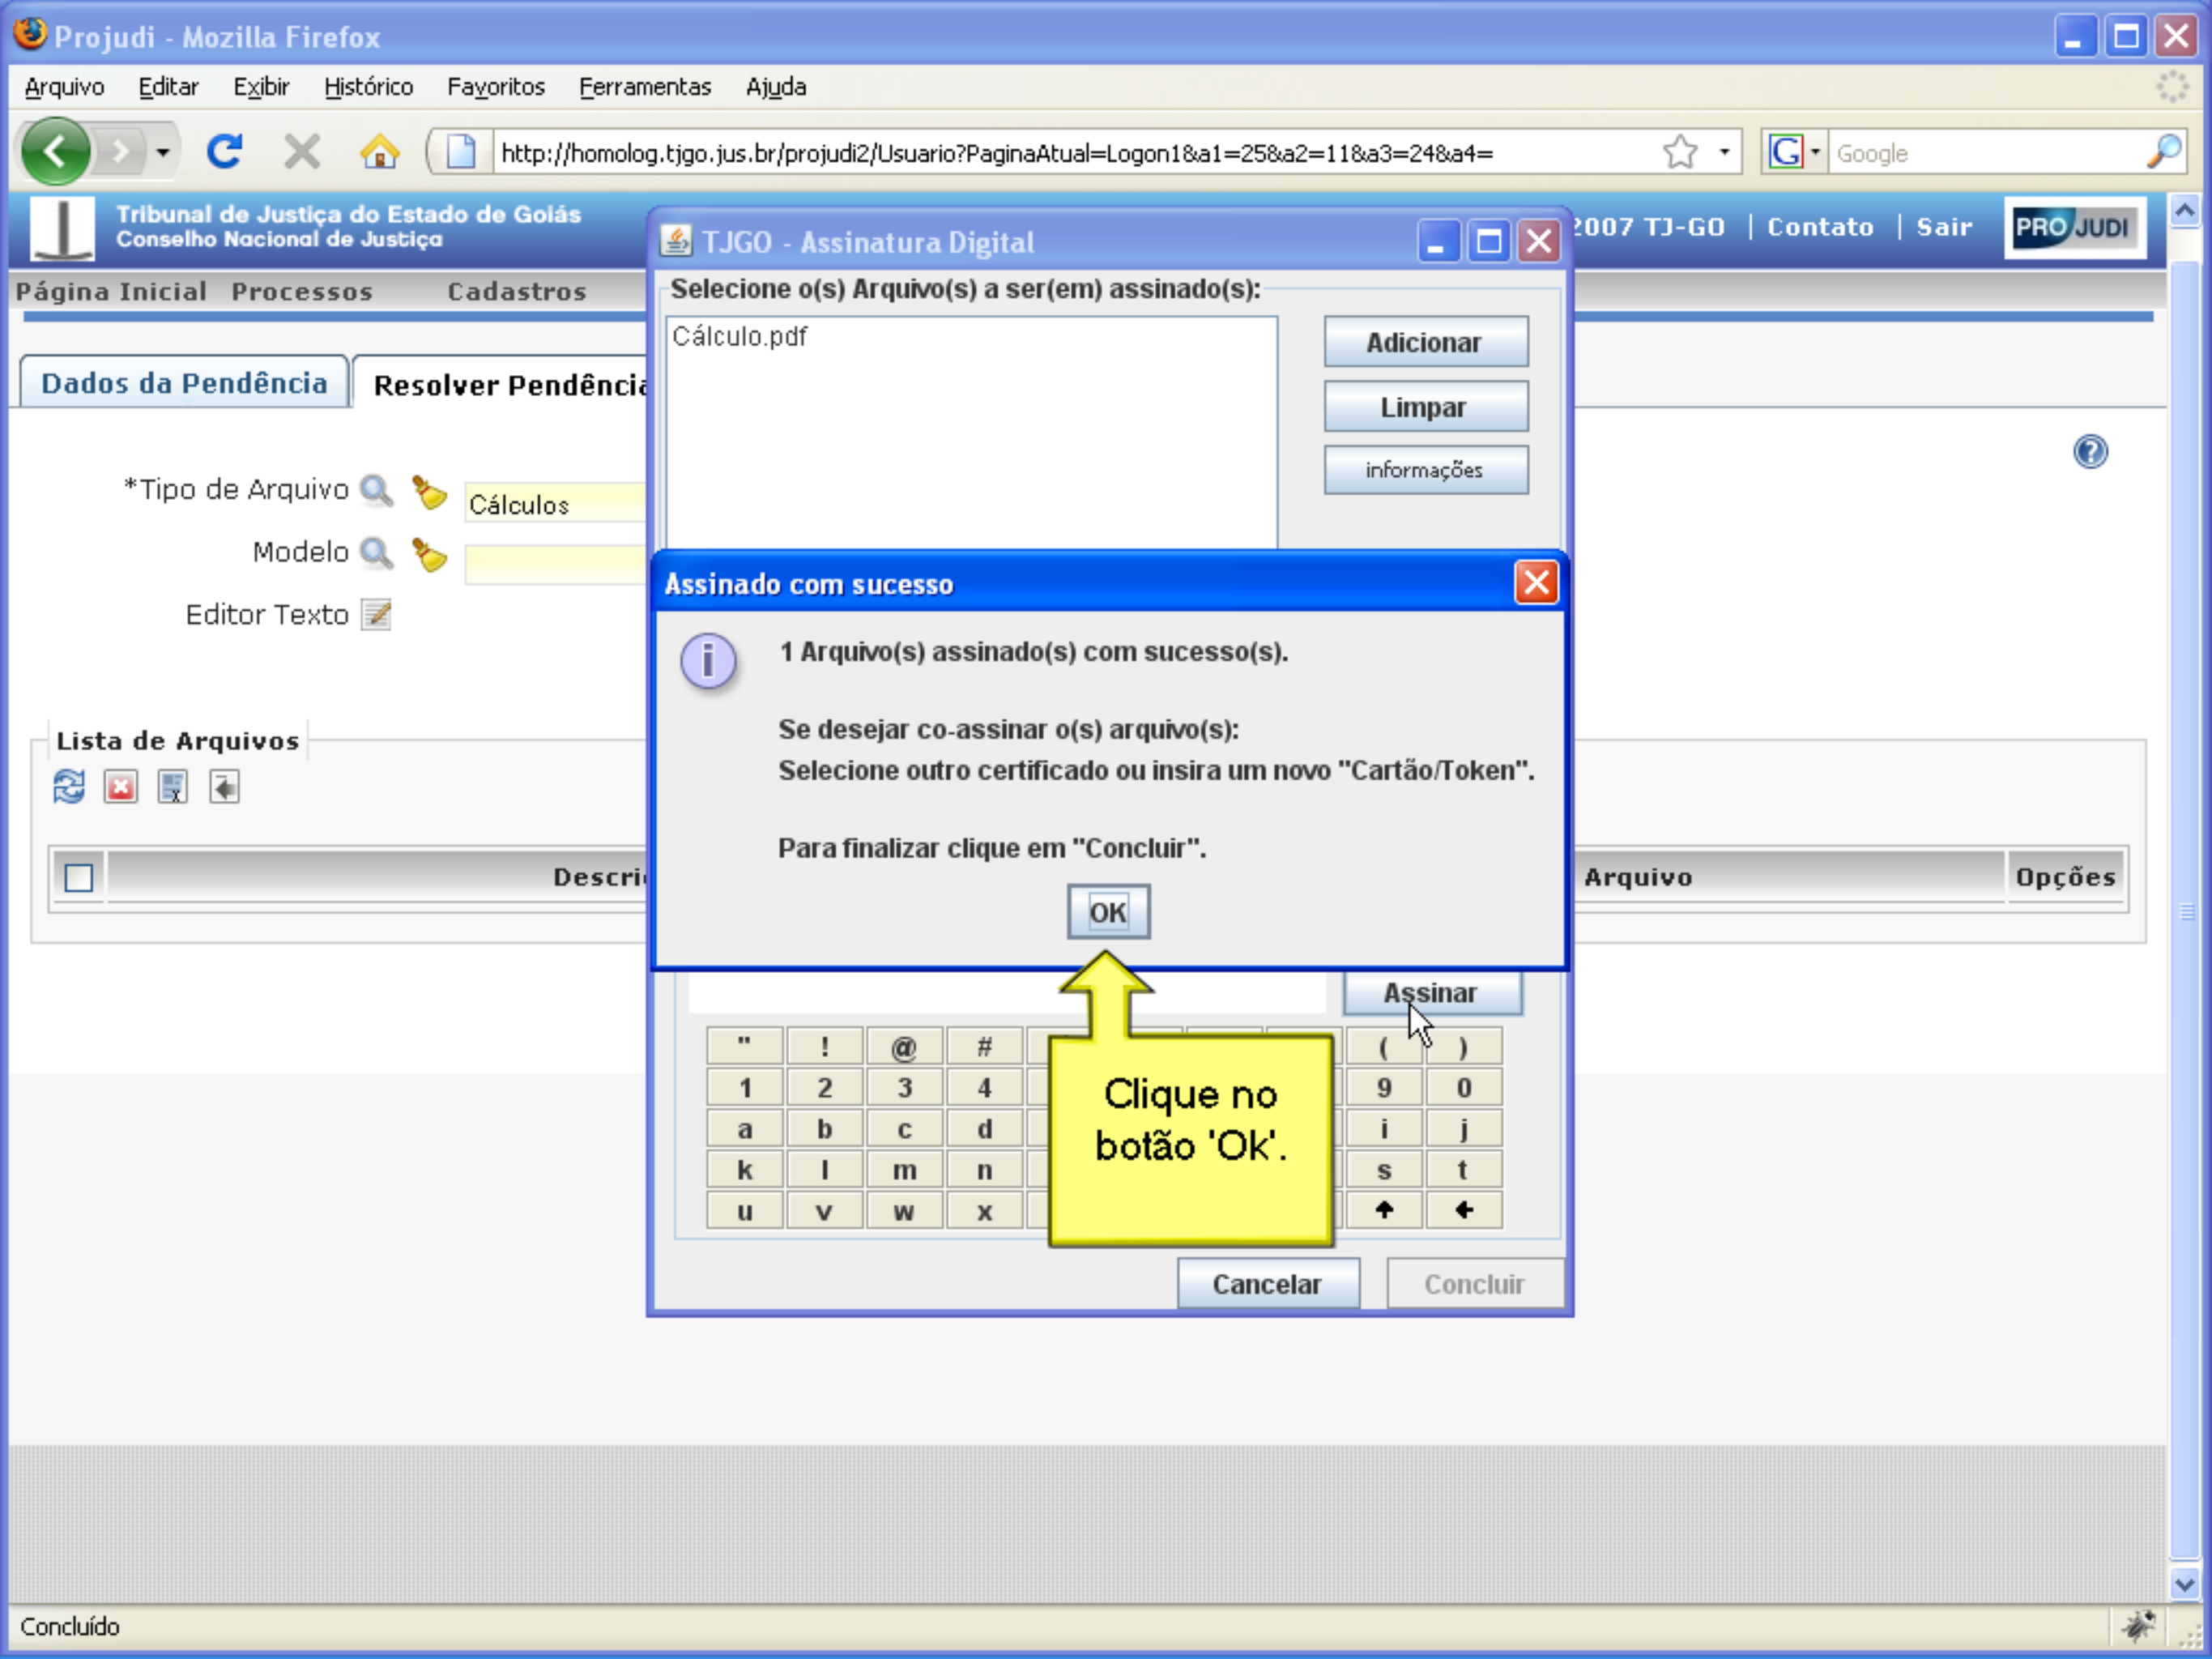 Projudi - Mozilla Firefox
Arquivo Editar Exibir Histórico Favoritos Ferramentas Ajuda
http://homolog.tjgo.jus.br/projudi2/Usuario?PaginaAtual=Logon1&a1=25&a2=11&a3=24&a4=
G Google
Tribunal de Justiça do Estado de Goiás
Conselho Nacional de Justiça
2007 TJ-GO | Contato | Sair
PROJUDI
Página Inicial Processos Cadastros
TJGO - Assinatura Digital
Selecione o(s) Arquivo(s) a ser(em) assinado(s):
Cálculo.pdf
Adicionar
Limpar
informações
Dados da Pendência
Resolver Pendência
*Tipo de Arquivo
Cálculos
Modelo
Editor Texto
Assinado com sucesso
1 Arquivo(s) assinado(s) com sucesso(s).
Se desejar co-assinar o(s) arquivo(s):
Selecione outro certificado ou insira um novo "Cartão/Token".
Para finalizar clique em "Concluir".
OK
Lista de Arquivos
Arquivo
Opções
Assinar
" ! @ # ( )
1 2 3 4 9 0
a b c d i j
k l m n s t
u v w x
Clique no
botão 'Ok'.
Cancelar
Concluir
Concluído